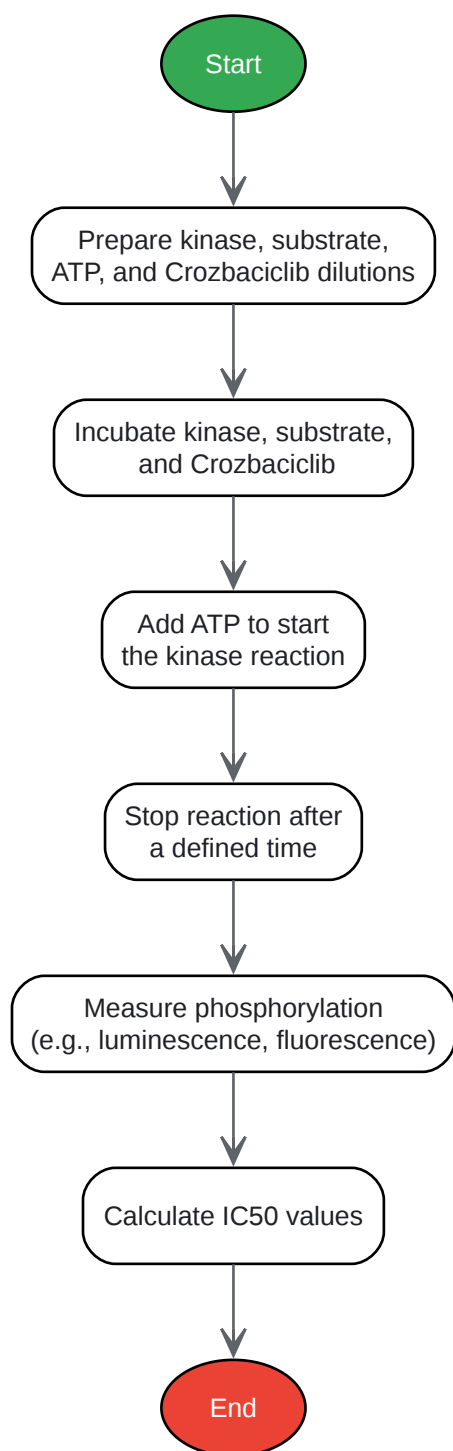 Start
Prepare kinase, substrate,
ATP, and Crozbaciclib dilutions
Incubate kinase, substrate,
and Crozbaciclib
Add ATP to start
the kinase reaction
Stop reaction after
a defined time
Measure phosphorylation
(e.g., luminescence, fluorescence)
Calculate IC50 values
End